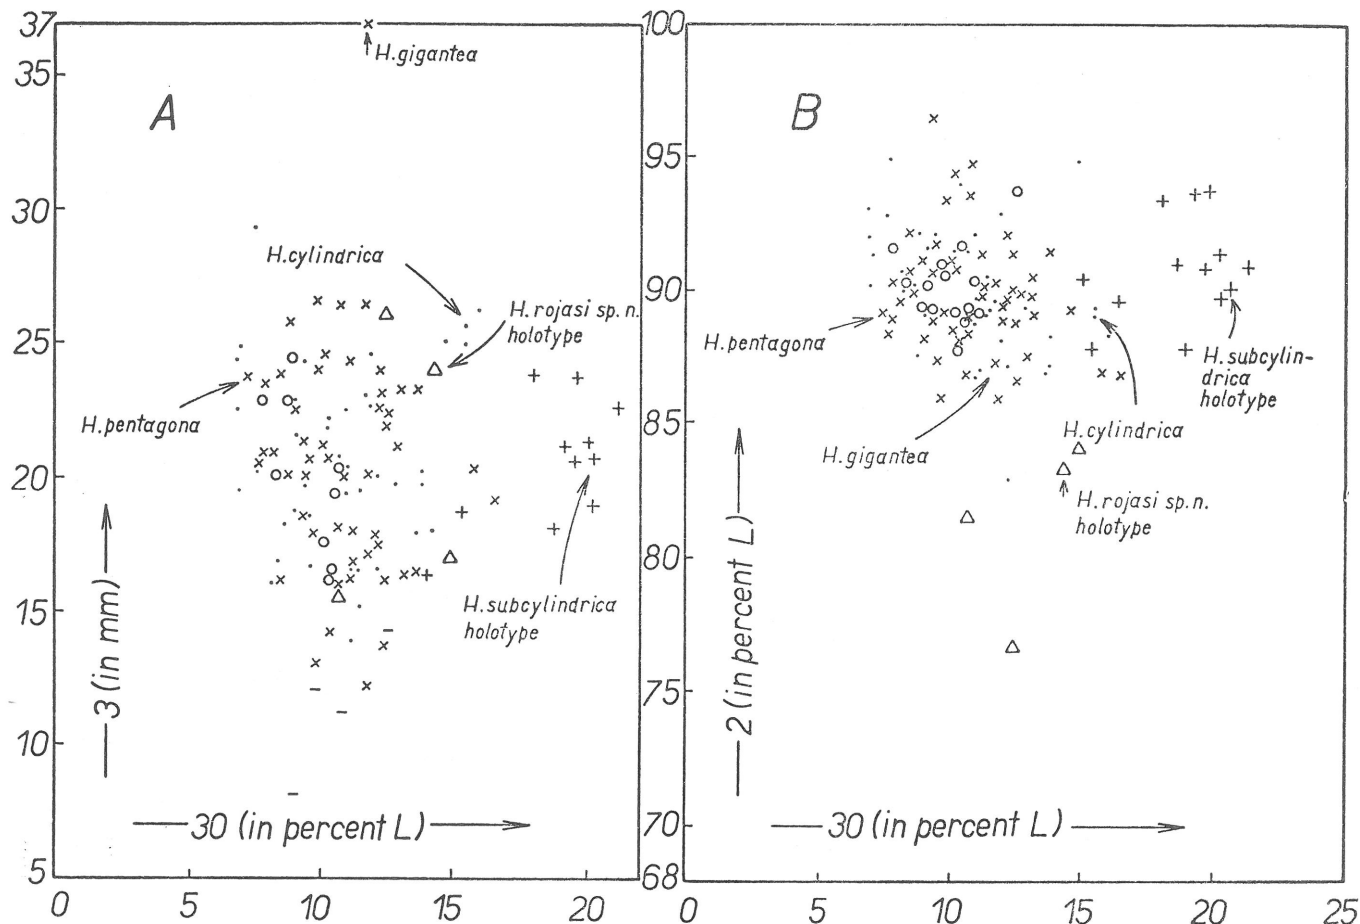 37
35
30
25
20
15
10
5
0
5
10
15
20
A
H.gigantea
H.cylindrica
H.rojasi sp.n.
holotype
H.pentagona
H.subcylindrica
holotype
3 (in mm)
30 (in percent L)
100
95
90
85
80
75
70
68
0
5
10
15
20
25
B
H.pentagona
H.subcylin-
drica
holotype
H.cylindrica
H.gigantea
H.rojasi sp.n.
holotype
2 (in percent L)
30 (in percent L)